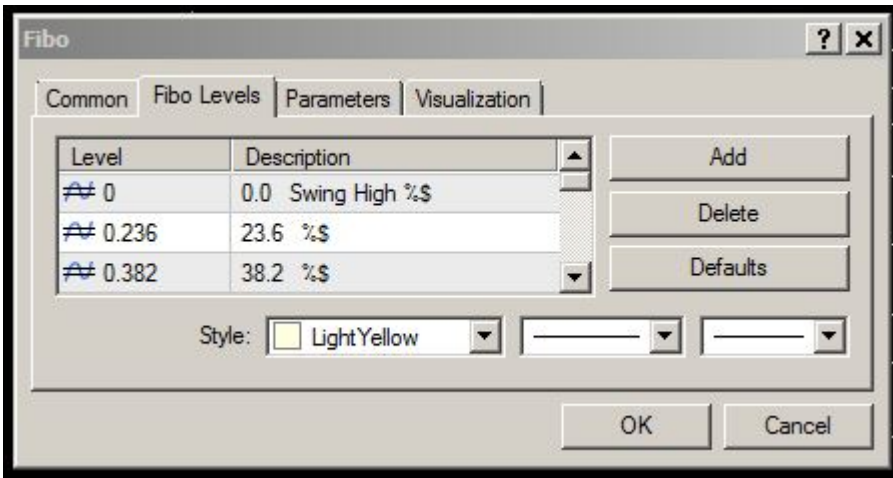 Fibo
Common Fibo Levels Parameters Visualization
Level Description
0 0.0 Swing High %$
0.236 23.6 %$
0.382 38.2 %$
Add
Delete
Defaults
Style: LightYellow
OK Cancel